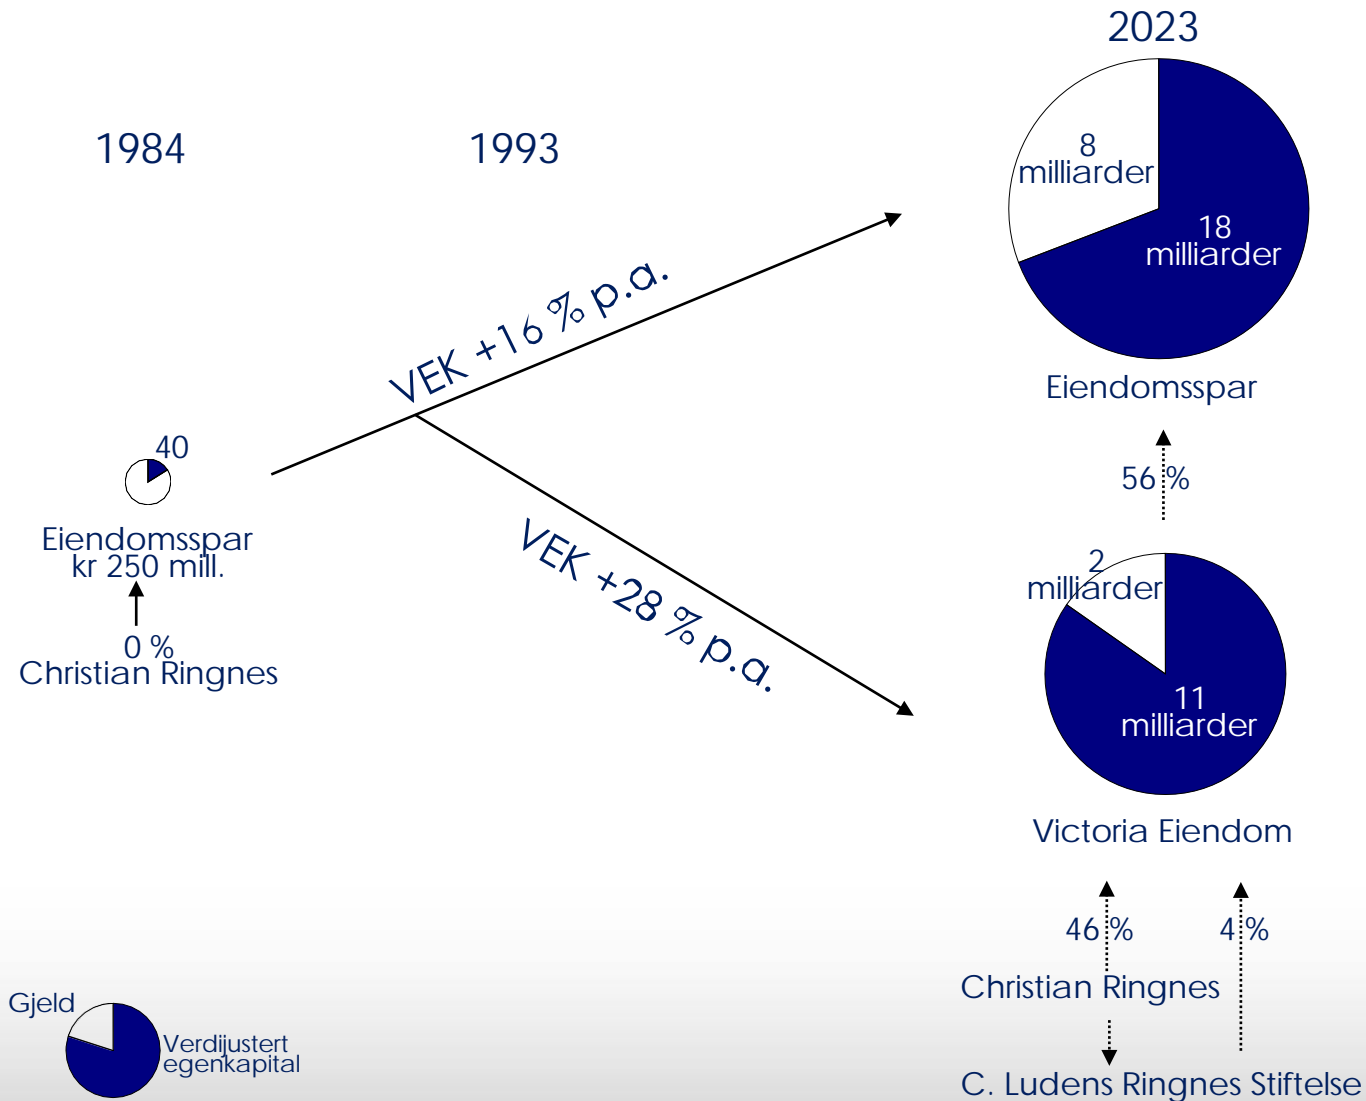 1984
1993
2023
8
milliarder
18
milliarder
Eiendomsspar
VEK +16 % p.a.
40
Eiendomsspar
kr 250 mill.
0 %
Christian Ringnes
VEK +28 % p.a.
56 %
2
milliarder
11
milliarder
Victoria Eiendom
46 %
4 %
Christian Ringnes
C. Ludens Ringnes Stiftelse
Gjeld
Verdijustert
egenkapital